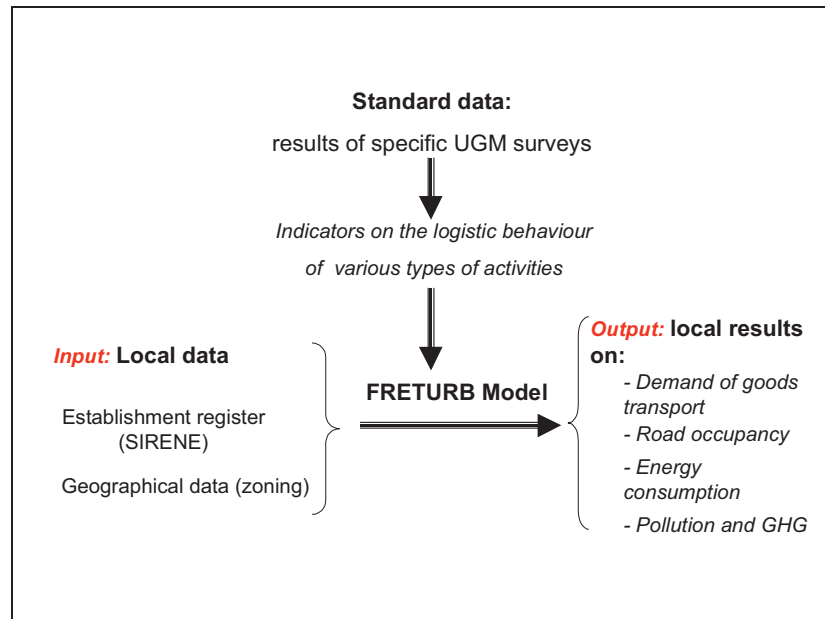 Standard data:
results of specific UGM surveys
Indicators on the logistic behaviour
of various types of activities
Input: Local data
Establishment register
(SIRENE)
Geographical data (zoning)
FRETURB Model
Output: local results
on:
- Demand of goods
transport
- Road occupancy
- Energy
consumption
- Pollution and GHG